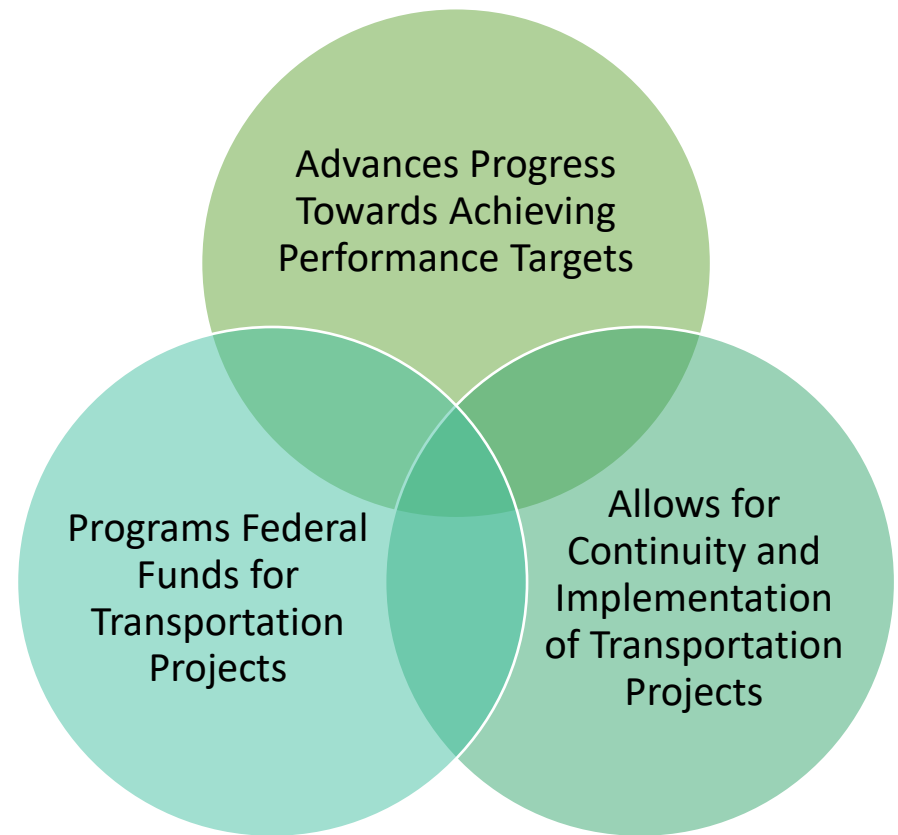 Advances Progress
Towards Achieving
Performance Targets
Programs Federal
Funds for
Transportation
Projects
Allows for
Continuity and
Implementation
of Transportation
Projects